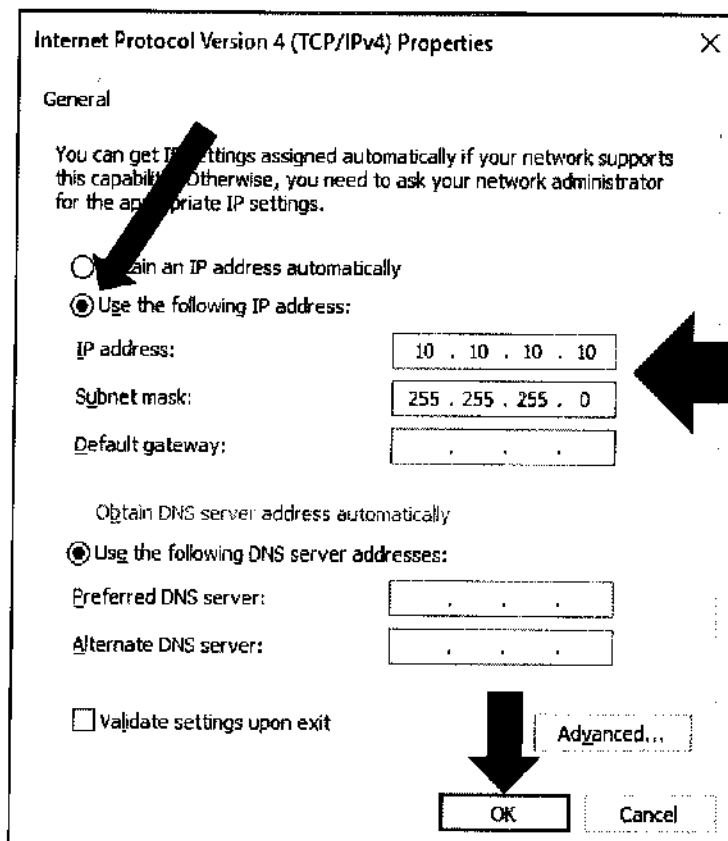 Internet Protocol Version 4 (TCP/IPv4) Properties
General
You can get settings assigned automatically if your network supports
this Otherwise, you need to ask your network administrator
for the IP settings.
an IP address automatically
Use the following IP address:
IP address:
10 . 10 . 10 . 10
Subnet mask:
255 . 255 . 255 . 0
Default gateway:
. . .
Obtain DNS server address automatically
Use the following DNS server addresses:
Preferred DNS server:
. . .
Alternate DNS server:
. . .
Validate settings upon exit
Advanced...
OK Cancel